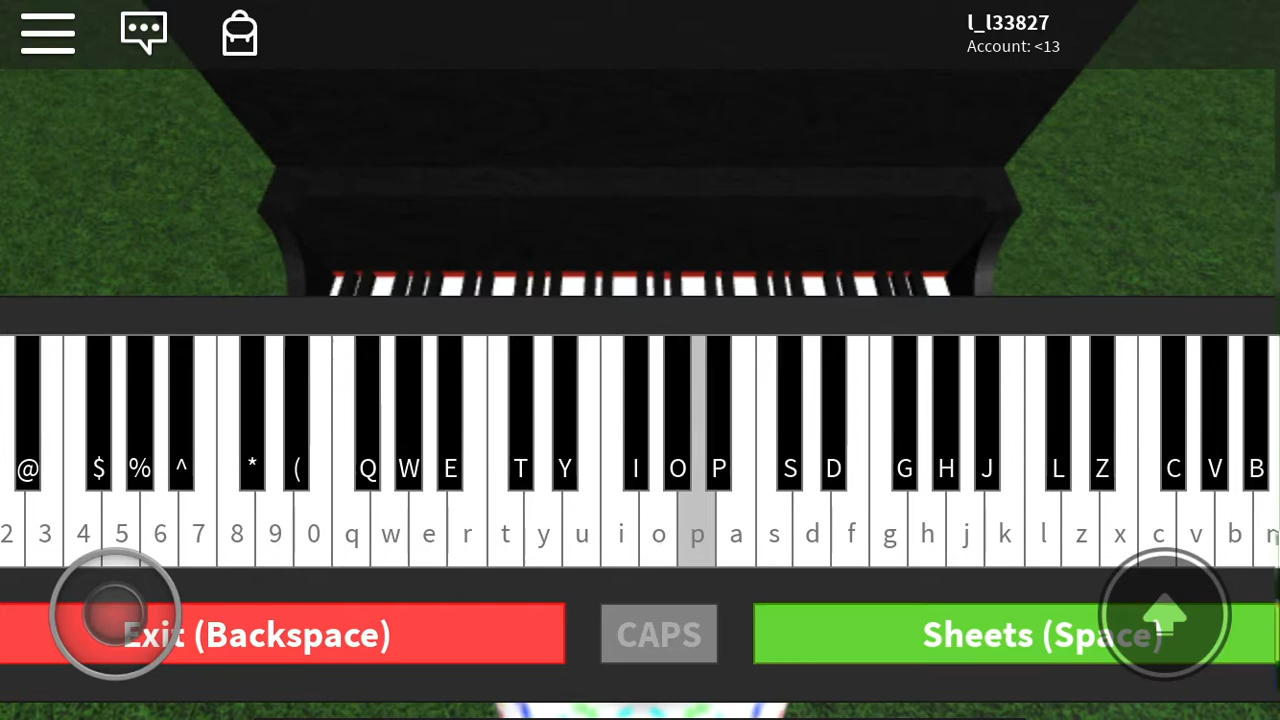 l_l33827
Account: <13
@ $ % ^ * ( Q W E T Y I O P S D G H J L Z C V B
2 3 4 5 6 7 8 9 0 q w e r t y u i o p a s d f g h j k l z x c v b n
Exit (Backspace) CAPS Sheets (Space)